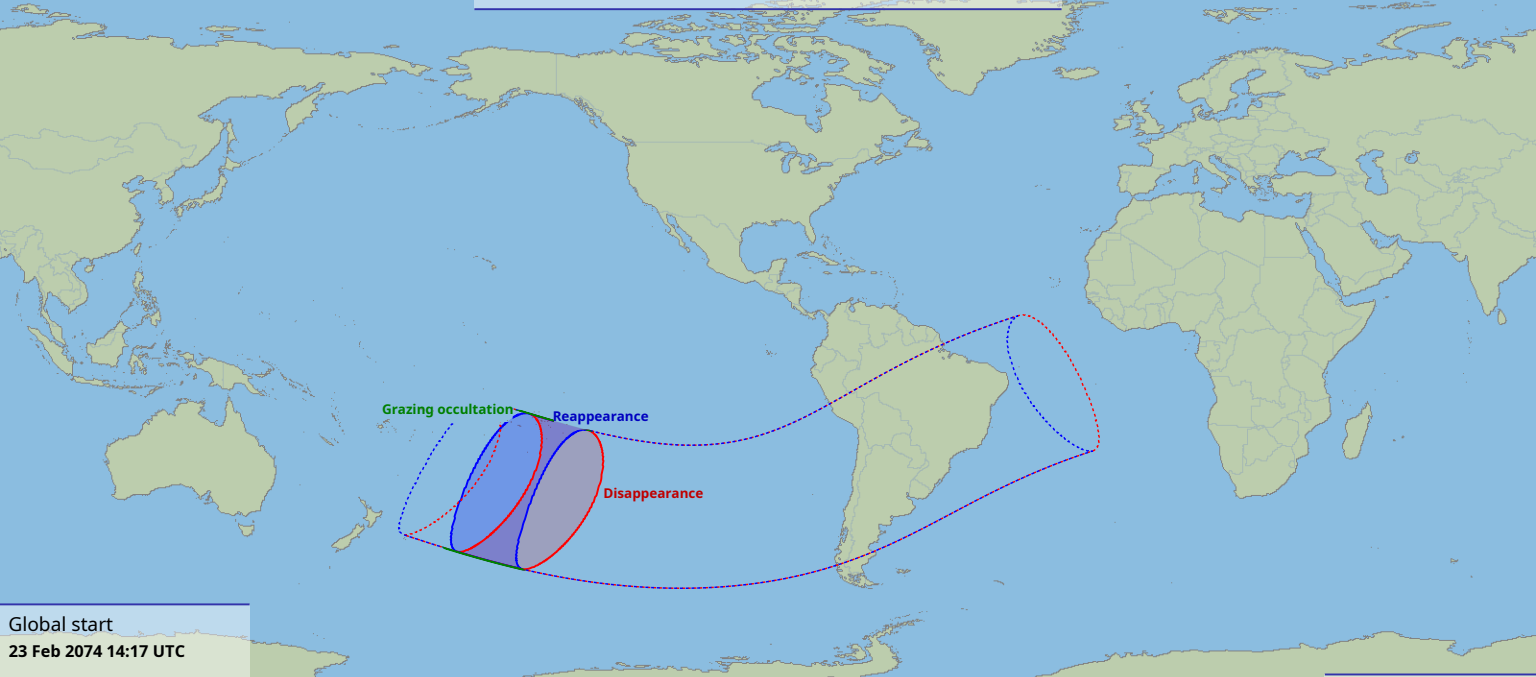 Grazing occultation
Reappearance
Disappearance
Global start
23 Feb 2074 14:17 UTC